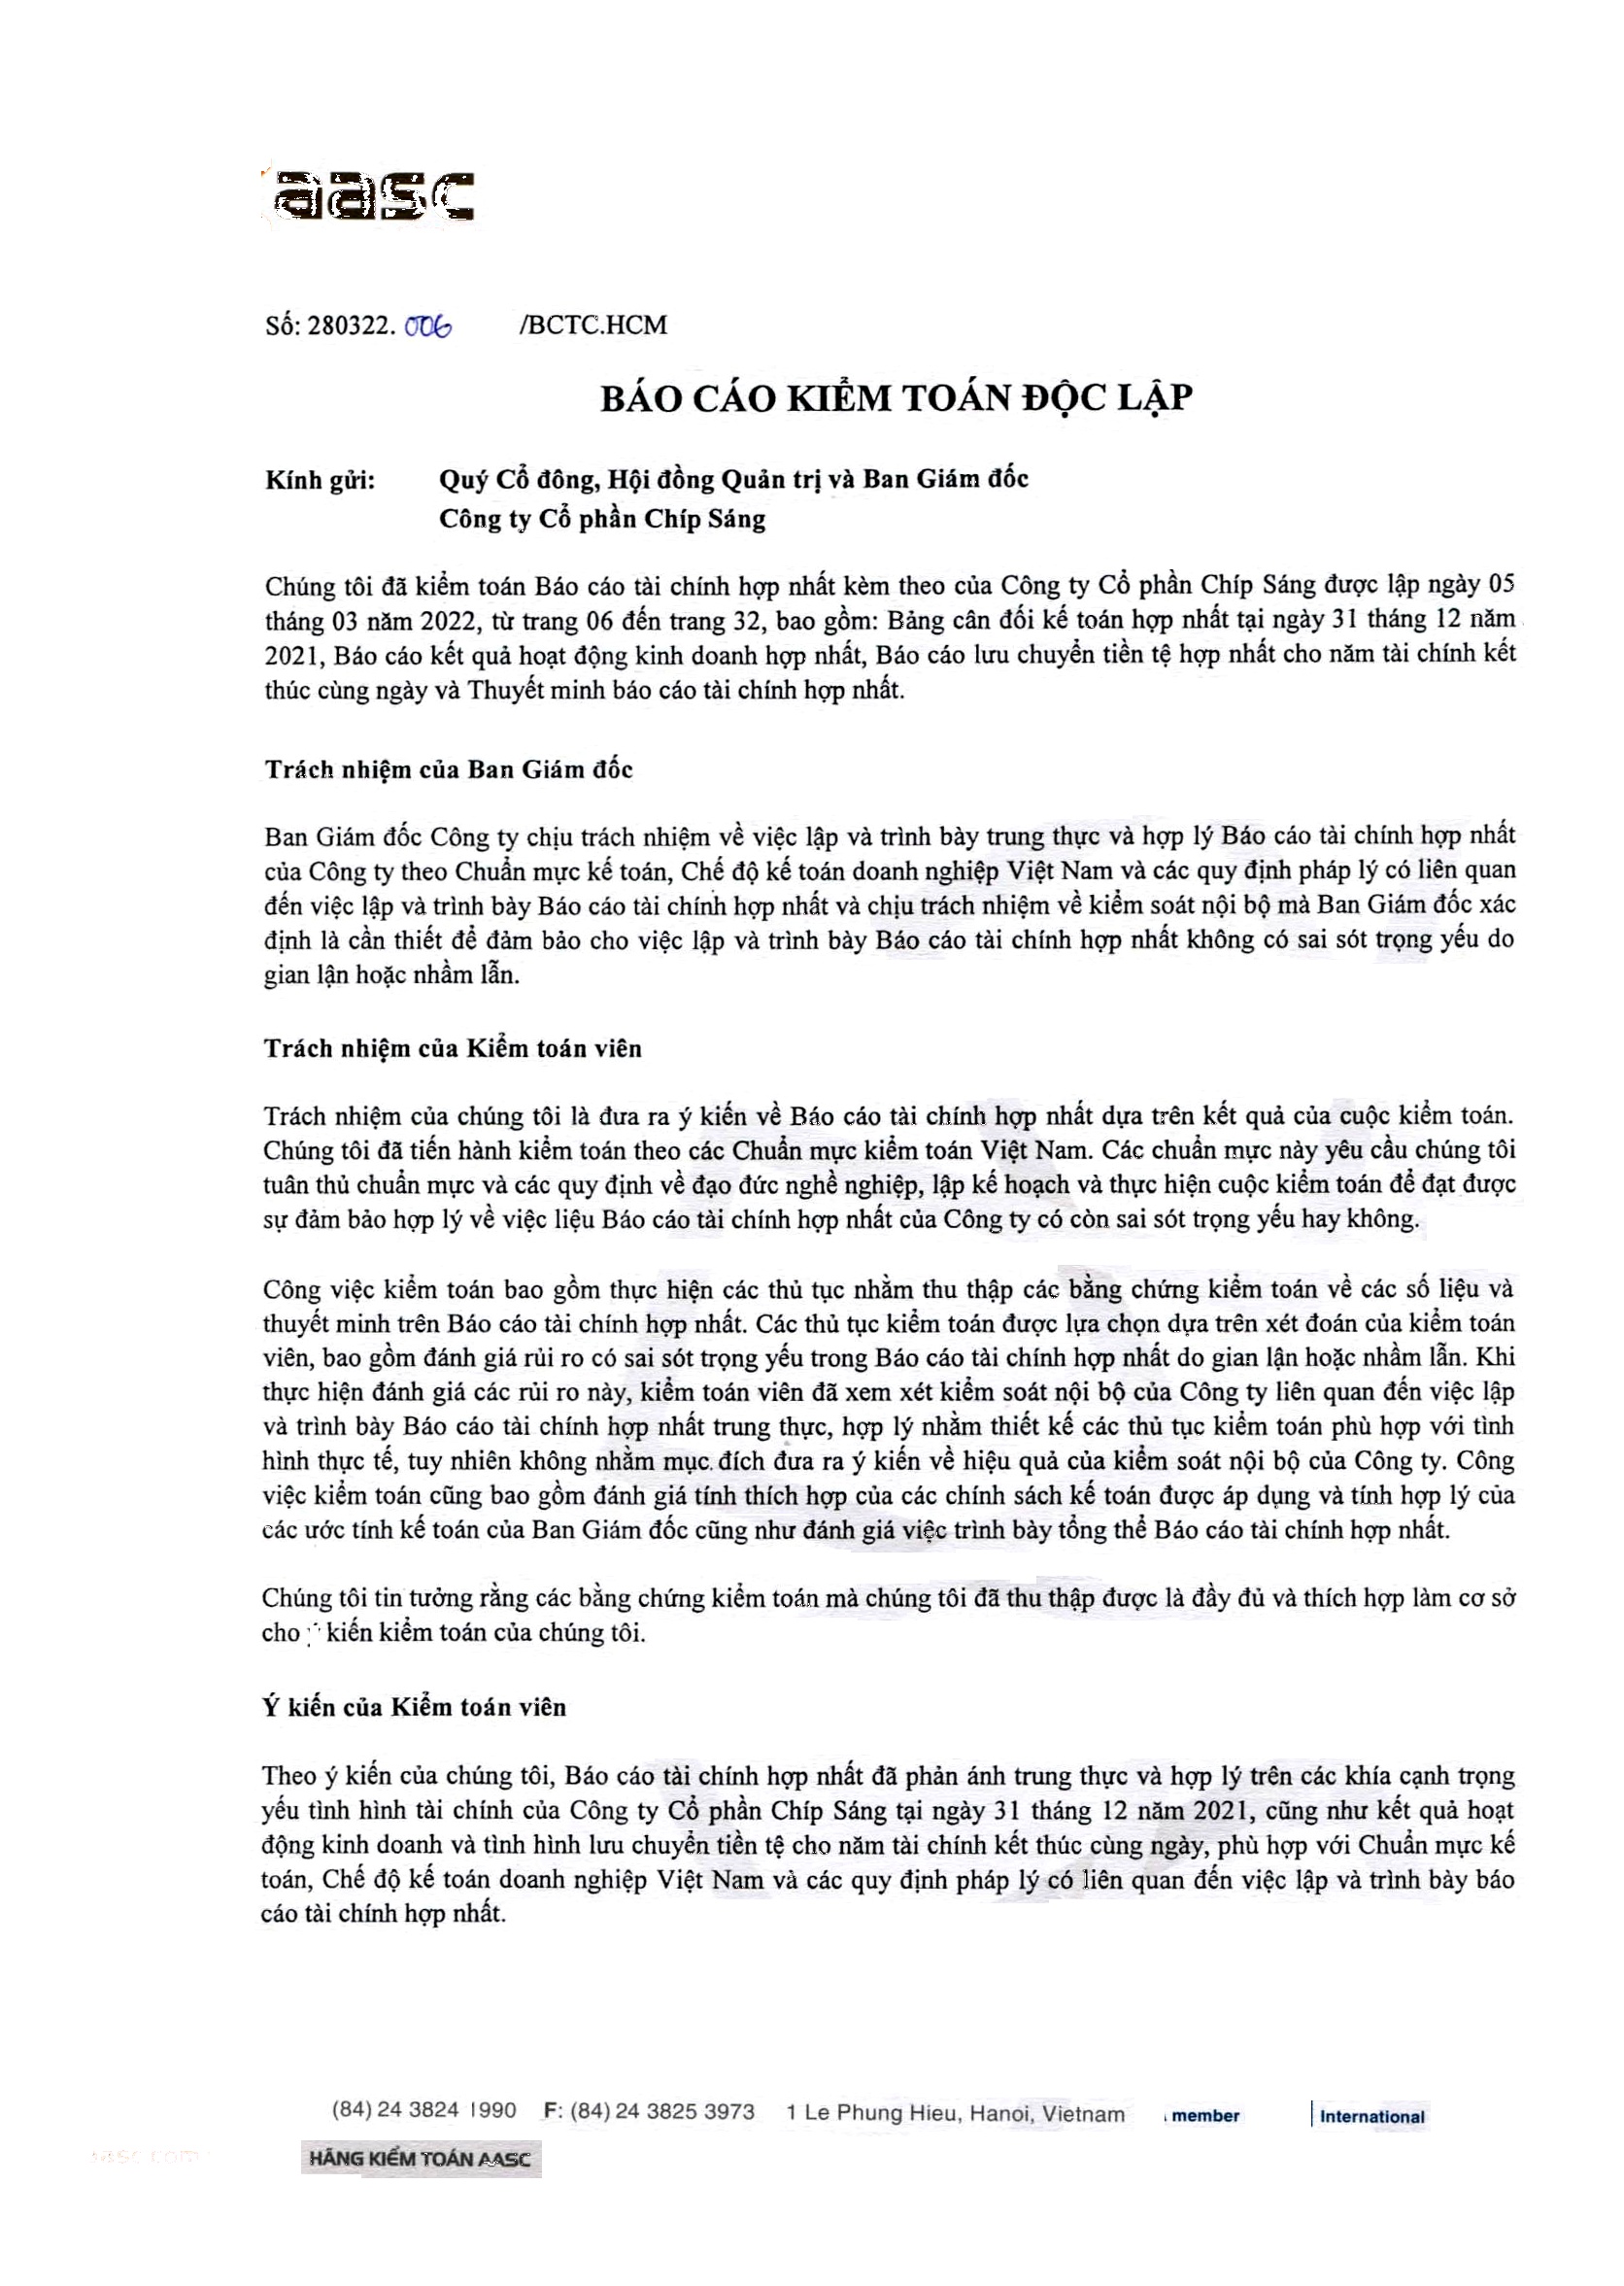 aasc
Số: 280322. 006 /BCTC.HCM
BÁO CÁO KIỂM TOÁN ĐỘC LẬP
Kính gửi: Quý Cổ đông, Hội đồng Quản trị và Ban Giám đốc
Công ty Cổ phần Chíp Sáng
Chúng tôi đã kiểm toán Báo cáo tài chính hợp nhất kèm theo của Công ty Cổ phần Chíp Sáng được lập ngày 05
tháng 03 năm 2022, từ trang 06 đến trang 32, bao gồm: Bảng cân đối kế toán hợp nhất tại ngày 31 tháng 12 năm
2021, Báo cáo kết quả hoạt động kinh doanh hợp nhất, Báo cáo lưu chuyển tiền tệ hợp nhất cho năm tài chính kết
thúc cùng ngày và Thuyết minh báo cáo tài chính hợp nhất.
Trách nhiệm của Ban Giám đốc
Ban Giám đốc Công ty chịu trách nhiệm về việc lập và trình bày trung thực và hợp lý Báo cáo tài chính hợp nhất
của Công ty theo Chuẩn mực kế toán, Chế độ kế toán doanh nghiệp Việt Nam và các quy định pháp lý có liên quan
đến việc lập và trình bày Báo cáo tài chính hợp nhất và chịu trách nhiệm về kiểm soát nội bộ mà Ban Giám đốc xác
định là cần thiết để đảm bảo cho việc lập và trình bày Báo cáo tài chính hợp nhất không có sai sót trọng yếu do
gian lận hoặc nhầm lẫn.
Trách nhiệm của Kiểm toán viên
Trách nhiệm của chúng tôi là đưa ra ý kiến về Báo cáo tài chính hợp nhất dựa trên kết quả của cuộc kiểm toán.
Chúng tôi đã tiến hành kiểm toán theo các Chuẩn mực kiểm toán Việt Nam. Các chuẩn mực này yêu cầu chúng tôi
tuân thủ chuẩn mực và các quy định về đạo đức nghề nghiệp, lập kế hoạch và thực hiện cuộc kiểm toán để đạt được
sự đảm bảo hợp lý về việc liệu Báo cáo tài chính hợp nhất của Công ty có còn sai sót trọng yếu hay không.
Công việc kiểm toán bao gồm thực hiện các thủ tục nhằm thu thập các bằng chứng kiểm toán về các số liệu và
thuyết minh trên Báo cáo tài chính hợp nhất. Các thủ tục kiểm toán được lựa chọn dựa trên xét đoán của kiểm toán
viên, bao gồm đánh giá rủi ro có sai sót trọng yếu trong Báo cáo tài chính hợp nhất do gian lận hoặc nhầm lẫn. Khi
thực hiện đánh giá các rủi ro này, kiểm toán viên đã xem xét kiểm soát nội bộ của Công ty liên quan đến việc lập
và trình bày Báo cáo tài chính hợp nhất trung thực, hợp lý nhằm thiết kế các thủ tục kiểm toán phù hợp với tình
hình thực tế, tuy nhiên không nhằm mục đích đưa ra ý kiến về hiệu quả của kiểm soát nội bộ của Công ty. Công
việc kiểm toán cũng bao gồm đánh giá tính thích hợp của các chính sách kế toán được áp dụng và tính hợp lý của
các ước tính kế toán của Ban Giám đốc cũng như đánh giá việc trình bày tổng thể Báo cáo tài chính hợp nhất.
Chúng tôi tin tưởng rằng các bằng chứng kiểm toán mà chúng tôi đã thu thập được là đầy đủ và thích hợp làm cơ sở
cho ý kiến kiểm toán của chúng tôi.
Ý kiến của Kiểm toán viên
Theo ý kiến của chúng tôi, Báo cáo tài chính hợp nhất đã phản ánh trung thực và hợp lý trên các khía cạnh trọng
yếu tình hình tài chính của Công ty Cổ phần Chíp Sáng tại ngày 31 tháng 12 năm 2021, cũng như kết quả hoạt
động kinh doanh và tình hình lưu chuyển tiền tệ cho năm tài chính kết thúc cùng ngày, phù hợp với Chuẩn mực kế
toán, Chế độ kế toán doanh nghiệp Việt Nam và các quy định pháp lý có liên quan đến việc lập và trình bày báo
cáo tài chính hợp nhất.
(84) 24 3824 1990 F: (84) 24 3825 3973 1 Le Phung Hieu, Hanoi, Vietnam member International
aasc.com HÃNG KIỂM TOÁN AASC